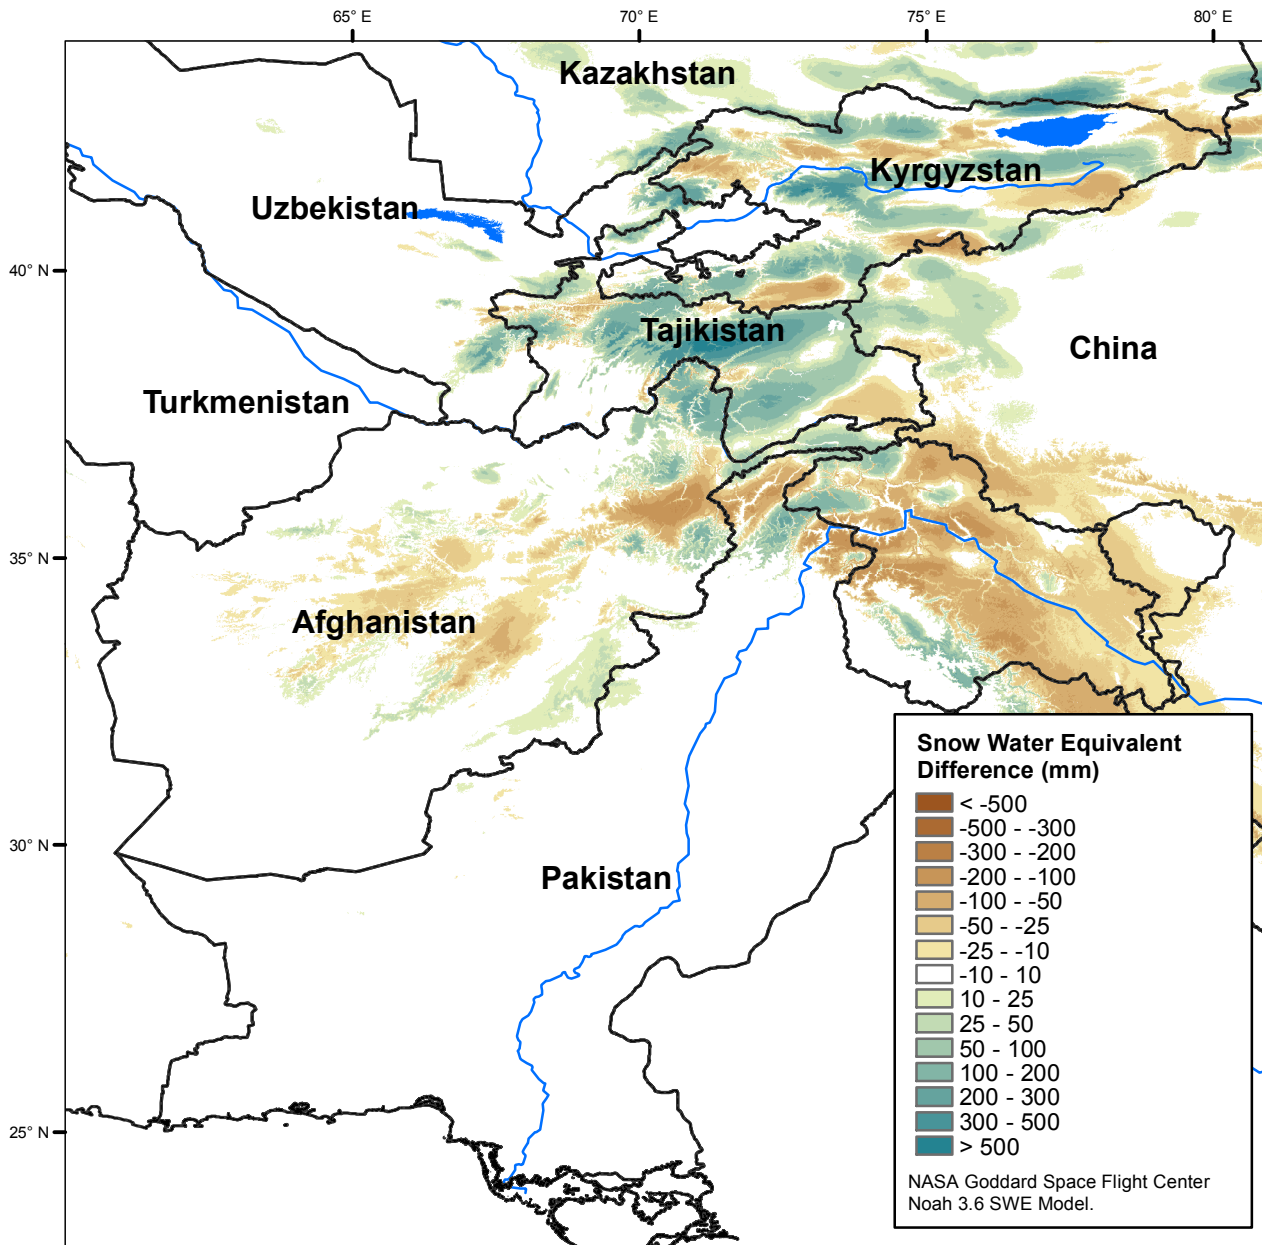 65° E
70° E
75° E
80° E
Kazakhstan
Kyrgyzstan
Uzbekistan
40° N
Tajikistan
China
Turkmenistan
35° N
Afghanistan
30° N
Pakistan
25° N
Snow Water Equivalent
Difference (mm)
< -500
-500 - -300
-300 - -200
-200 - -100
-100 - -50
-50 - -25
-25 - -10
-10 - 10
10 - 25
25 - 50
50 - 100
100 - 200
200 - 300
300 - 500
> 500
NASA Goddard Space Flight Center
Noah 3.6 SWE Model.